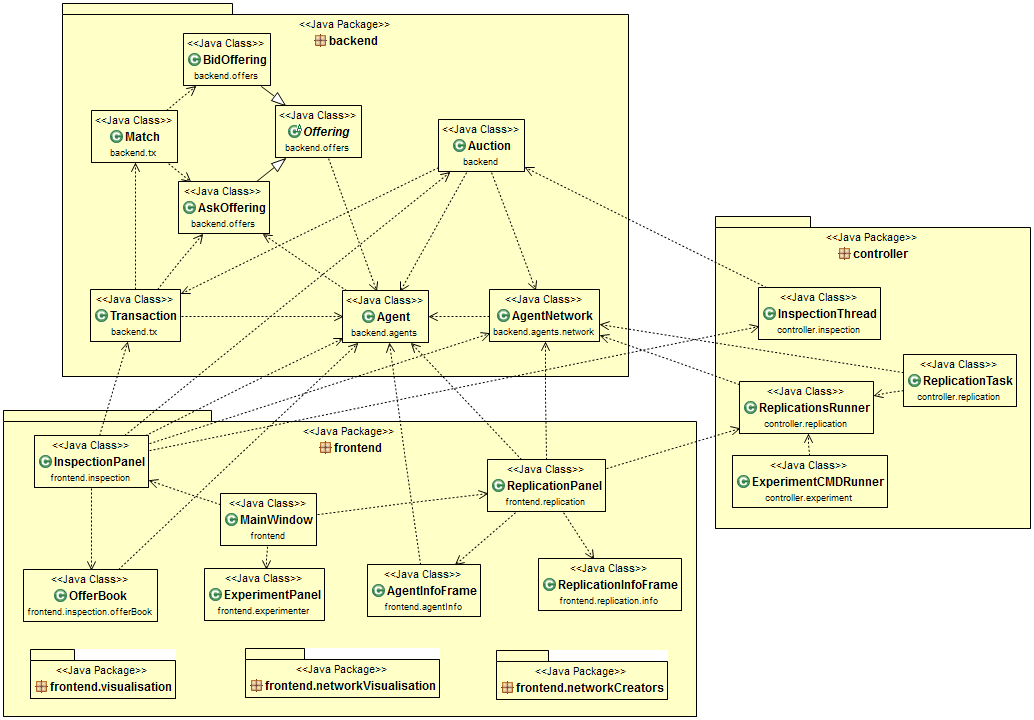 <<Java Package>>
backend
<<Java Class>>
BidOffering
backend.offers
<<Java Class>>
Offering
backend.offers
<<Java Class>>
Match
backend.tx
<<Java Class>>
Auction
backend
<<Java Class>>
AskOffering
backend.offers
<<Java Class>>
Transaction
backend.tx
<<Java Class>>
Agent
backend.agents
<<Java Class>>
AgentNetwork
backend.agents.network
<<Java Package>>
controller
<<Java Class>>
InspectionThread
controller.inspection
<<Java Class>>
ReplicationTask
controller.replication
<<Java Class>>
ReplicationsRunner
controller.replication
<<Java Class>>
ExperimentCMDRunner
controller.experiment
<<Java Package>>
frontend
<<Java Class>>
InspectionPanel
frontend.inspection
<<Java Class>>
ReplicationPanel
frontend.replication
<<Java Class>>
MainWindow
frontend
<<Java Class>>
OfferBook
frontend.inspection.offerBook
<<Java Class>>
ExperimentPanel
frontend.experimenter
<<Java Class>>
AgentInfoFrame
frontend.agentInfo
<<Java Class>>
ReplicationInfoFrame
frontend.replication.info
<<Java Package>>
frontend.visualisation
<<Java Package>>
frontend.networkVisualisation
<<Java Package>>
frontend.networkCreators